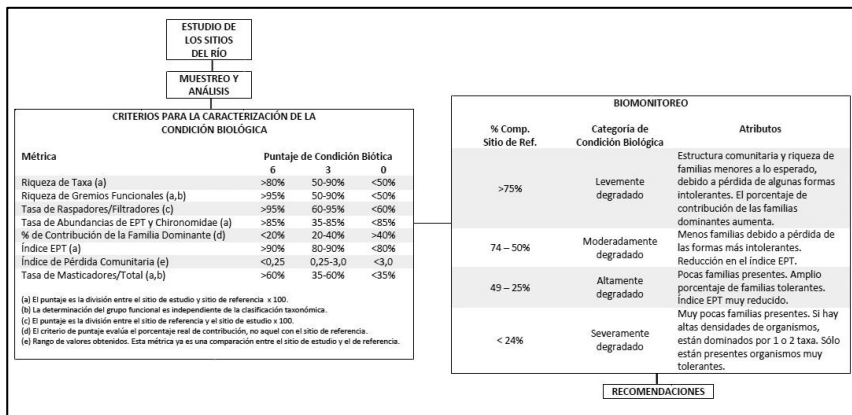 ESTUDIO DE
LOS SITIOS
DEL RÍO
MUESTREO Y
ANÁLISIS
CRITERIOS PARA LA CARACTERIZACIÓN DE LA
CONDICIÓN BIOLÓGICA
Métrica Puntaje de Condición Biótica
6 3 0
Riqueza de Taxa (a) >80% 50-90% <50%
Riqueza de Gremios Funcionales (a,b) >95% 50-90% <50%
Tasa de Raspadores/Filtradores (c) >95% 60-95% <60%
Tasa de Abundancias de EPT y Chironomidae (a) >85% 35-85% <85%
% de Contribución de la Familia Dominante (d) <20% 20-40% >40%
Índice EPT (a) >90% 80-90% <80%
Índice de Pérdida Comunitaria (e) <0,25 0,25-3,0 <3,0
Tasa de Masticadores/Total (a,b) >60% 35-60% <35%
(a) El puntaje es la división entre el sitio de estudio y sitio de referencia x 100.
(b) La determinación del grupo funcional es independiente de la clasificación taxonómica.
(c) El puntaje es la división entre el sitio de referencia y el sitio de estudio x 100.
(d) El criterio de puntaje evalúa el porcentaje real de contribución, no aquel con el sitio de referencia.
(e) Rango de valores obtenidos. Esta métrica ya es una comparación entre el sitio de estudio y el de referencia.
BIOMONITOREO
% Comp. Categoría de Atributos
Sitio de Ref. Condición Biológica
Estructura comunitaria y riqueza de
familias menores a lo esperado,
>75% Levemente debido a pérdida de algunas formas
degradado intolerantes. El porcentaje de
contribución de las familias
dominantes aumenta.
Menos familias debido a pérdida de
74 – 50% Moderadamente las formas más intolerantes.
degradado Reducción en el índice EPT.
Altamente Pocas familias presentes. Amplio
49 – 25% degradado porcentaje de familias tolerantes.
Índice EPT muy reducido.
Muy pocas familias presentes. Si hay
altas densidades de organismos,
< 24% Severamente están dominados por 1 o 2 taxa. Sólo
degradado están presentes organismos muy
tolerantes.
RECOMENDACIONES